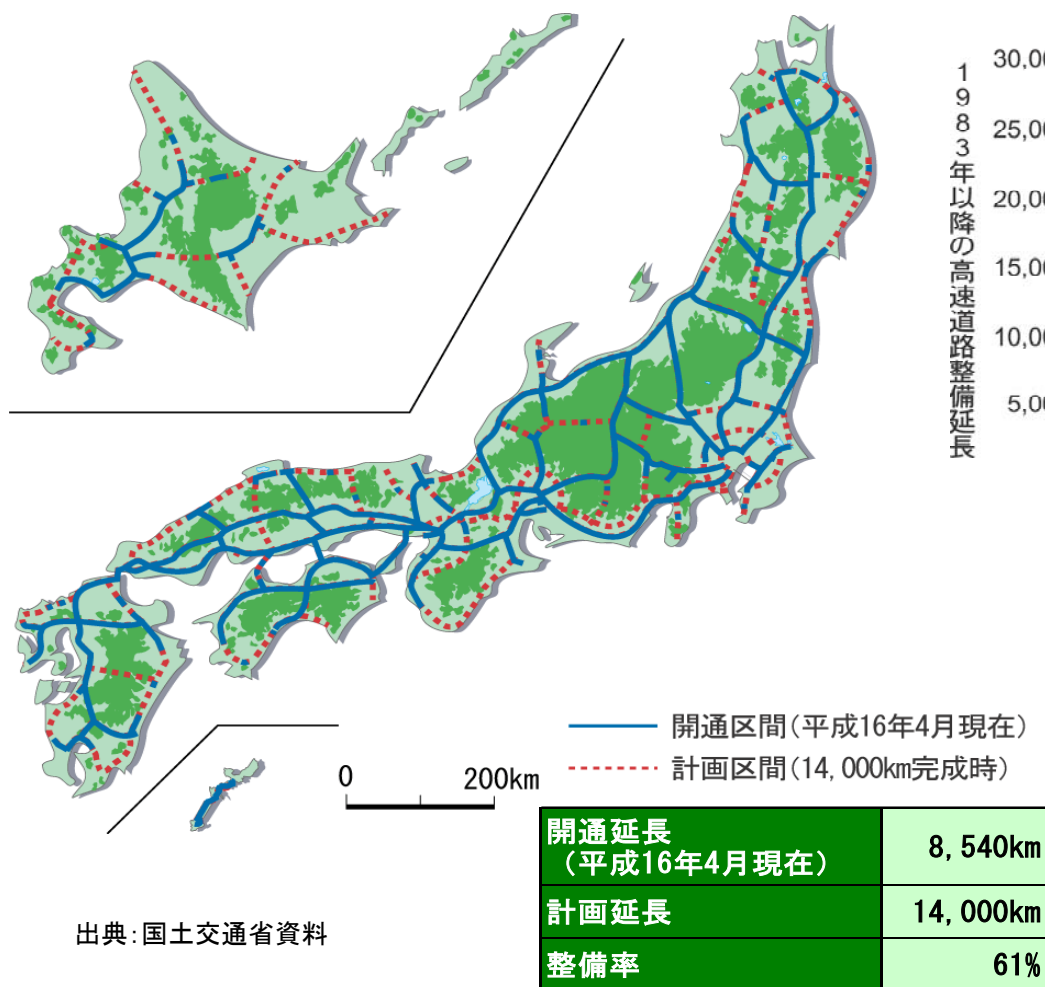 1983年以降の高速道路整備延長
30,00
25,00
20,00
15,00
10,00
5,00
開通区間(平成16年4月現在)
計画区間(14,000km完成時)
0 200km
開通延長
(平成16年4月現在)
8,540km
計画延長
14,000km
整備率
61%
出典:国土交通省資料